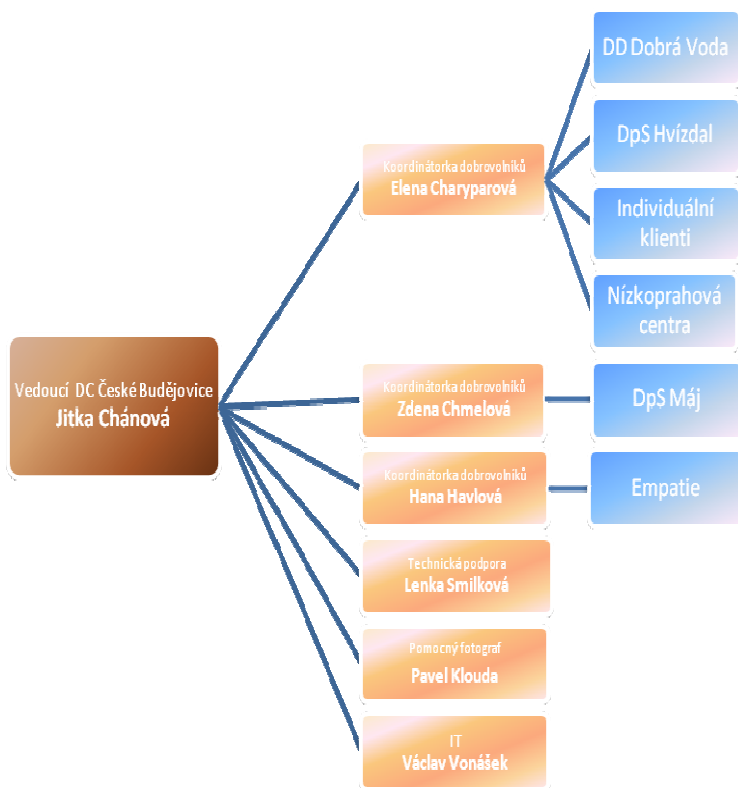 DD Dobrá Voda
DpS Hvízdal
Koordinátorka dobrovolníků
Elena Charyparová
Individuální
klienti
Nízkoprahová
centra
Vedoucí DC České Budějovice
Jitka Chánová
Koordinátorka dobrovolníků
Zdena Chmelová
DpS Máj
Koordinátorka dobrovolníků
Hana Havlová
Empatie
Technická podpora
Lenka Smilková
Pomocný fotograf
Pavel Klouda
IT
Václav Vonášek